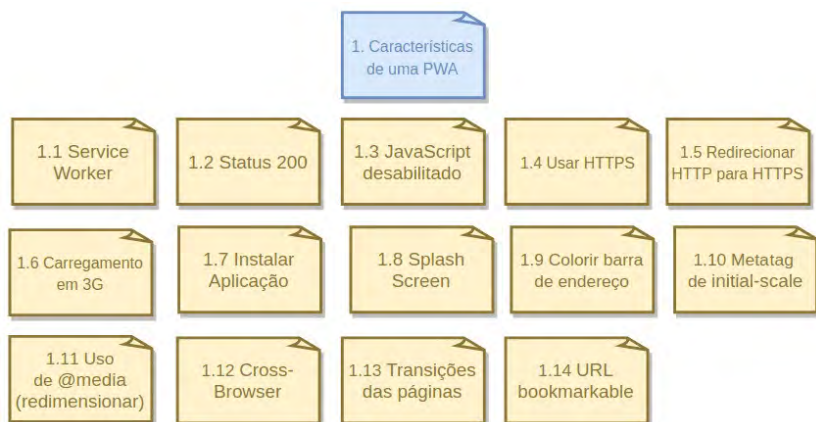 1. Características
de uma PWA
1.1 Service
Worker
1.2 Status 200
1.3 JavaScript
desabilitado
1.4 Usar HTTPS
1.5 Redirecionar
HTTP para HTTPS
1.6 Carregamento
em 3G
1.7 Instalar
Aplicação
1.8 Splash
Screen
1.9 Colorir barra
de endereço
1.10 Metatag
de initial-scale
1.11 Uso
de @media
(redimensionar)
1.12 Cross-
Browser
1.13 Transições
das páginas
1.14 URL
bookmarkable